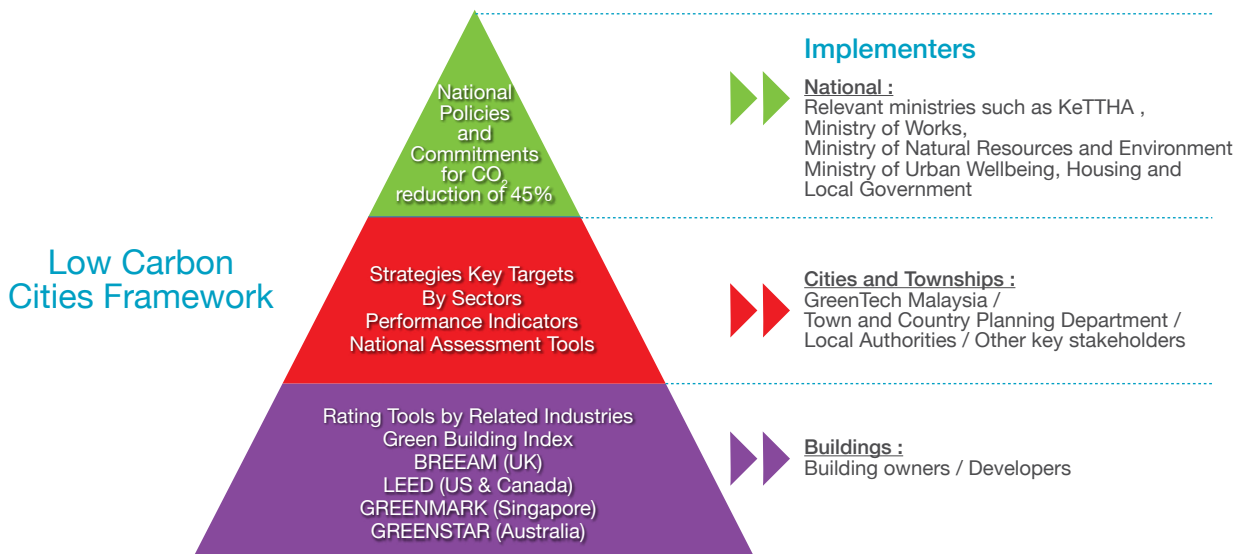 Low Carbon
Cities Framework
National
Policies
and
Commitments
for CO₂
reduction of 45%
Strategies Key Targets
By Sectors
Performance Indicators
National Assessment Tools
Rating Tools by Related Industries
Green Building Index
BREEAM (UK)
LEED (US & Canada)
GREENMARK (Singapore)
GREENSTAR (Australia)
Implementers
National :
Relevant ministries such as KeTTHA ,
Ministry of Works,
Ministry of Natural Resources and Environment
Ministry of Urban Wellbeing, Housing and
Local Government
Cities and Townships :
GreenTech Malaysia /
Town and Country Planning Department /
Local Authorities / Other key stakeholders
Buildings :
Building owners / Developers